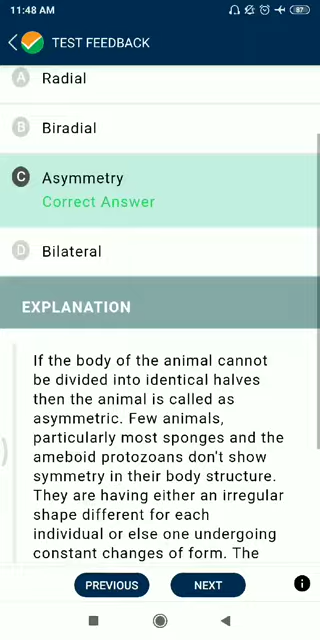 11:48 AM
87
TEST FEEDBACK
A Radial
B Biradial
C Asymmetry
Correct Answer
D Bilateral
EXPLANATION
If the body of the animal cannot
be divided into identical halves
then the animal is called as
asymmetric. Few animals,
particularly most sponges and the
ameboid protozoans don't show
symmetry in their body structure.
They are having either an irregular
shape different for each
individual or else one undergoing
constant changes of form. The
PREVIOUS
NEXT